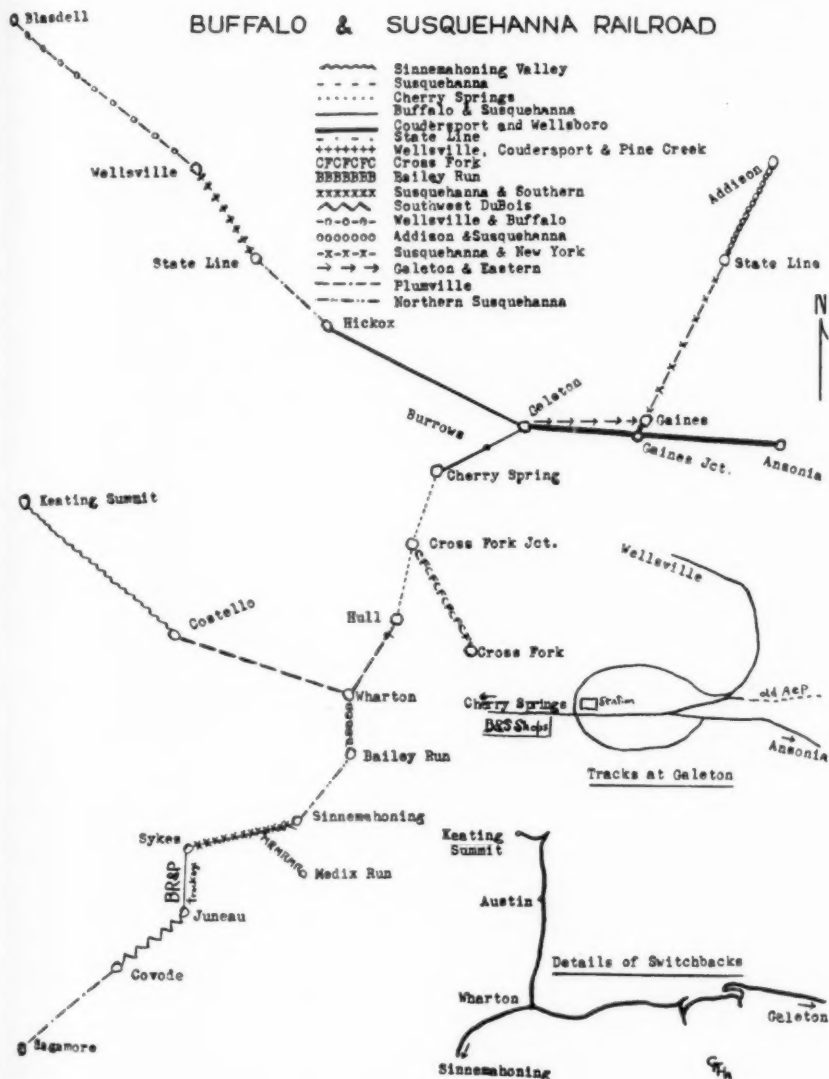 BUFFALO & SUSQUEHANNA RAILROAD
Blasdell
Sinnemahoning Valley
Susquehanna
Cherry Springs
Buffalo & Susquehanna
Coudersport and Wellsboro
State Line
+++++++ Wellsville, Coudersport & Pine Creek
CFCFCFC Cross Fork
BBBBBBB Bailey Run
xxxxxxx Susquehanna & Southern
Southwest DuBois
Wellsville & Buffalo
ooooooo Addison & Susquehanna
-x-x-x- Susquehanna & New York
Galeton & Eastern
Plumville
Northern Susquehanna
Wellsville
Addison
State Line
State Line
N
Hickox
Galeton
Gaines
Burrows
Gaines Jct.
Ansonia
Cherry Spring
Keating Summit
Cross Fork Jct.
Wellsville
Costello
Hull
Cross Fork
Wharton
old A&P
Cherry Springs
Station
B&S Shops
Ansonia
Bailey Run
Tracks at Galeton
Sinnemahoning
Sykes
Keating
Summit
Medix Run
BR&P
Trackage
Austin
Juneau
Details of Switchbacks
Covode
Wharton
Galeton
Sagamore
Sinnemahoning